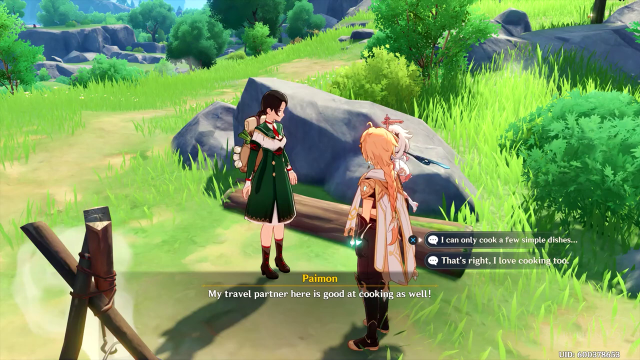 I can only cook a few simple dishes...
That's right, I love cooking too.
Paimon
My travel partner here is good at cooking as well!